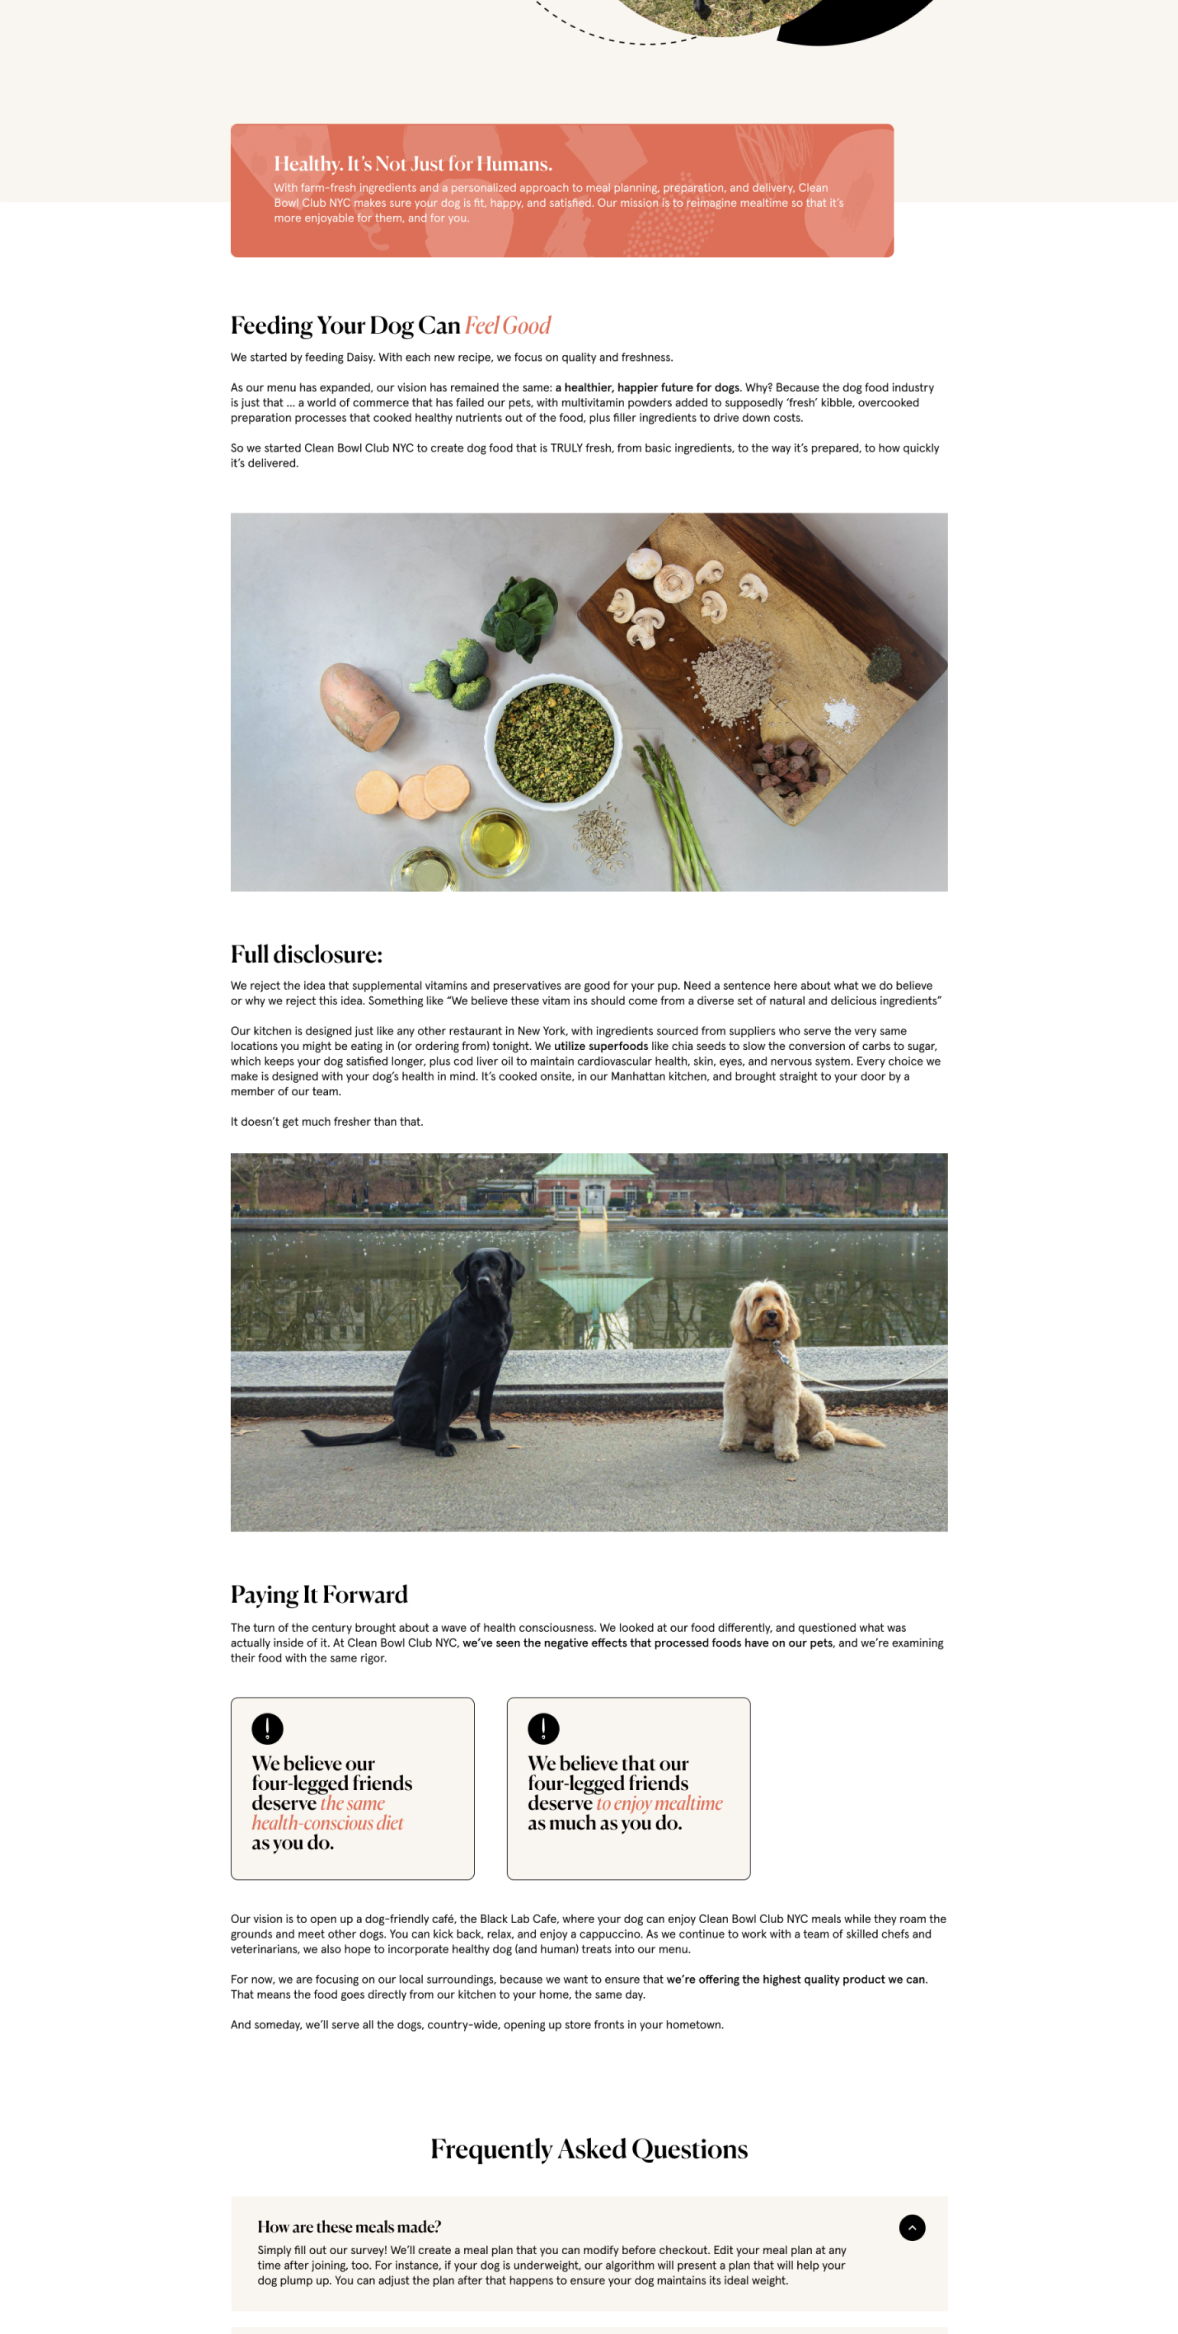 Healthy. It's Not Just for Humans.
With farm-fresh ingredients and a personalized approach to meal planning, preparation, and delivery, Clean
Bowl Club NYC makes sure your dog is fit, happy, and satisfied. Our mission is to reimagine mealtime so that it's
more enjoyable for them, and for you.
Feeding Your Dog Can Feel Good
We started by feeding Daisy. With each new recipe, we focus on quality and freshness.
As our menu has expanded, our vision has remained the same: a healthier, happier future for dogs. Why? Because the dog food industry
is just that ... a world of commerce that has failed our pets, with multivitamin powders added to supposedly ‘fresh’ kibble, overcooked
preparation processes that cooked healthy nutrients out of the food, plus filler ingredients to drive down costs.
So we started Clean Bowl Club NYC to create dog food that is TRULY fresh, from basic ingredients, to the way it's prepared, to how quickly
it's delivered.
Full disclosure:
We reject the idea that supplemental vitamins and preservatives are good for your pup. Need a sentence here about what we do believe
or why we reject this idea. Something like “We believe these vitam ins should come from a diverse set of natural and delicious ingredients”
Our kitchen is designed just like any other restaurant in New York, with ingredients sourced from suppliers who serve the very same
locations you might be eating in (or ordering from) tonight. We utilize superfoods like chia seeds to slow the conversion of carbs to sugar,
which keeps your dog satisfied longer, plus cod liver oil to maintain cardiovascular health, skin, eyes, and nervous system. Every choice we
make is designed with your dog's health in mind. It's cooked onsite, in our Manhattan kitchen, and brought straight to your door by a
member of our team.
It doesn't get much fresher than that.
Paying It Forward
The turn of the century brought about a wave of health consciousness. We looked at our food differently, and questioned what was
actually inside of it. At Clean Bowl Club NYC, we've seen the negative effects that processed foods have on our pets, and we're examining
their food with the same rigor.
We believe our
four-legged friends
deserve the same
health-conscious diet
as you do.
We believe that our
four-legged friends
deserve to enjoy mealtime
as much as you do.
Our vision is to open up a dog-friendly café, the Black Lab Cafe, where your dog can enjoy Clean Bowl Club NYC meals while they roam the
grounds and meet other dogs. You can kick back, relax, and enjoy a cappuccino. As we continue to work with a team of skilled chefs and
veterinarians, we also hope to incorporate healthy dog (and human) treats into our menu.
For now, we are focusing on our local surroundings, because we want to ensure that we're offering the highest quality product we can.
That means the food goes directly from our kitchen to your home, the same day.
And someday, we'll serve all the dogs, country-wide, opening up store fronts in your hometown.
Frequently Asked Questions
How are these meals made?
Simply fill out our survey! We'll create a meal plan that you can modify before checkout. Edit your meal plan at any
time after joining, too. For instance, if your dog is underweight, our algorithm will present a plan that will help your
dog plump up. You can adjust the plan after that happens to ensure your dog maintains its ideal weight.